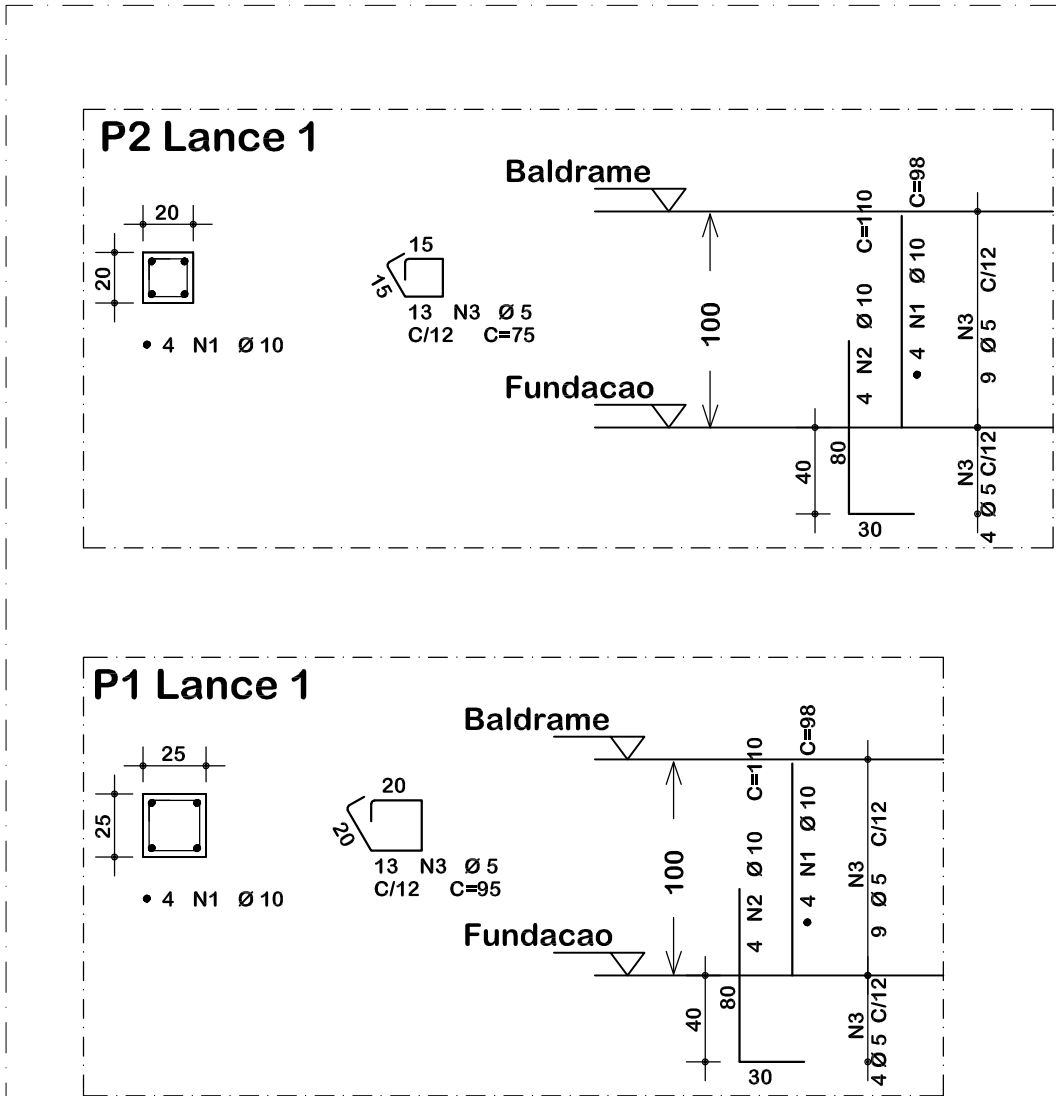 P2 Lance 1
20
20
• 4 N1 Ø 10
15
15
13 N3 Ø 5
C/12 C=75
Baldrame
Fundacao
100
40
80
30
4 N2 Ø 10 C=110
• 4 N1 Ø 10 C=98
N3
9 Ø 5 C/12
N3
4 Ø 5 C/12
P1 Lance 1
25
25
• 4 N1 Ø 10
20
20
13 N3 Ø 5
C/12 C=95
Baldrame
Fundacao
100
40
80
30
4 N2 Ø 10 C=110
• 4 N1 Ø 10 C=98
N3
9 Ø 5 C/12
N3
4 Ø 5 C/12